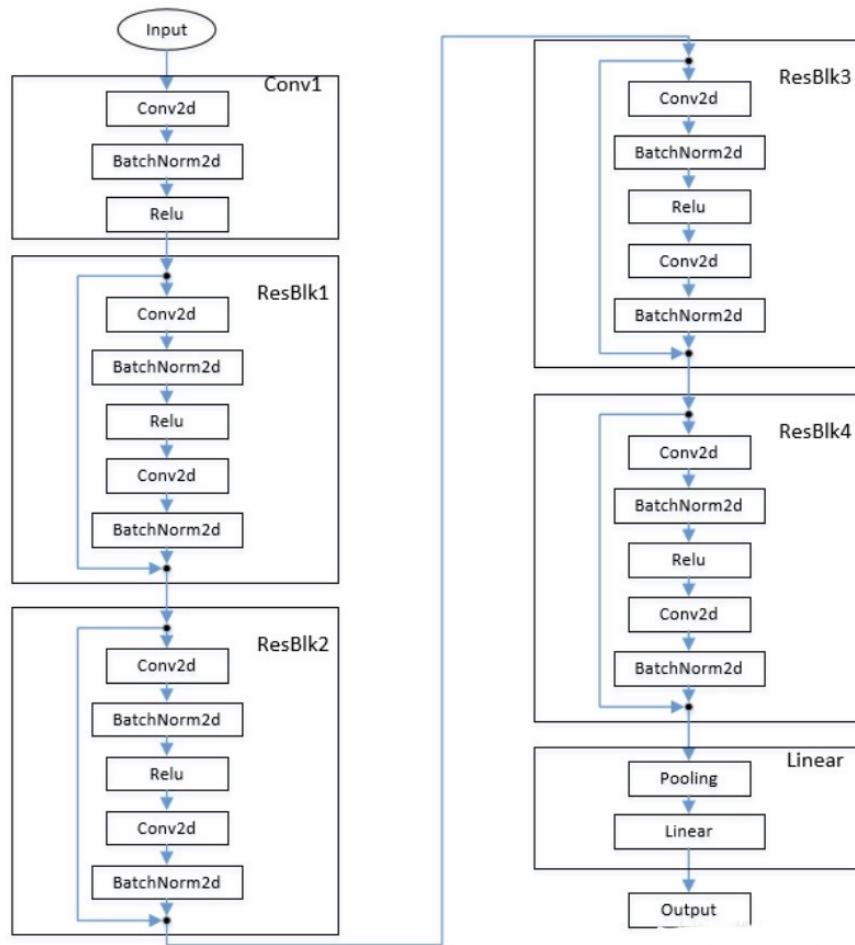 Input
Conv1
Conv2d
BatchNorm2d
Relu
ResBlk1
Conv2d
BatchNorm2d
Relu
Conv2d
BatchNorm2d
ResBlk2
Conv2d
BatchNorm2d
Relu
Conv2d
BatchNorm2d
ResBlk3
Conv2d
BatchNorm2d
Relu
Conv2d
BatchNorm2d
ResBlk4
Conv2d
BatchNorm2d
Relu
Conv2d
BatchNorm2d
Linear
Pooling
Linear
Output